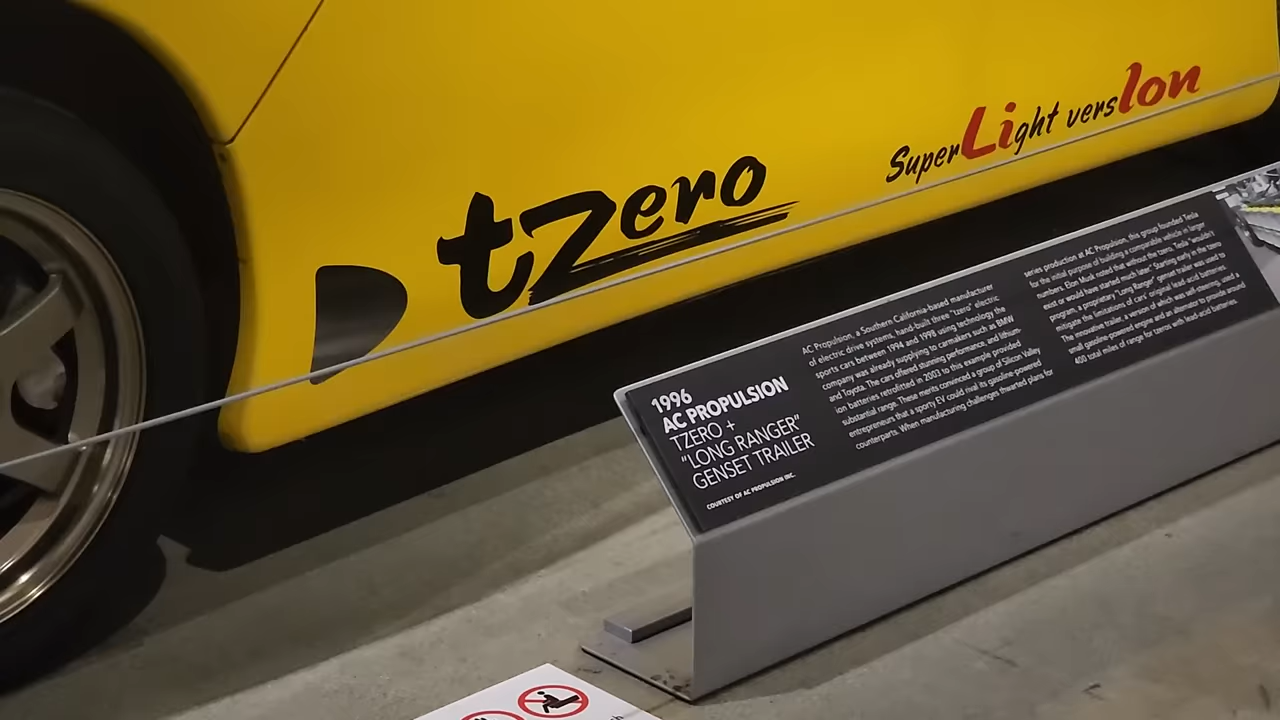 tzero
SuperLight versIon
1996
AC PROPULSION
TZERO +
"LONG RANGER"
GENSET TRAILER
COURTESY OF AC PROPULSION INC.
AC Propulsion, a Southern California-based manufacturer
of electric drive systems, hand-built three "tzero" electric
sports cars between 1994 and 1998 using technology the
company was already supplying to carmakers such as BMW
and Toyota. The cars offered strong performance, and lithium-
ion batteries retrofitted in 2003 to this example provided
substantial range. These merits convinced a group of Silicon Valley
entrepreneurs that a sporty EV could rival its gasoline-powered
counterparts. When manufacturing challenges thwarted plans for
series production at AC Propulsion, this group founded Tesla
for the initial purpose of building a comparable vehicle in larger
numbers. Elon Musk noted that without the tzero, Tesla "wouldn't
exist or would have started much later." Starting early in the tzero
program, a proprietary "Long Ranger" genset trailer was used to
mitigate the limitations of cars' original lead-acid batteries.
The innovative trailer, a version of which was self-steering, used a
small gasoline-powered engine and an alternator to provide around
400 total miles of range for tzeros with lead-acid batteries.